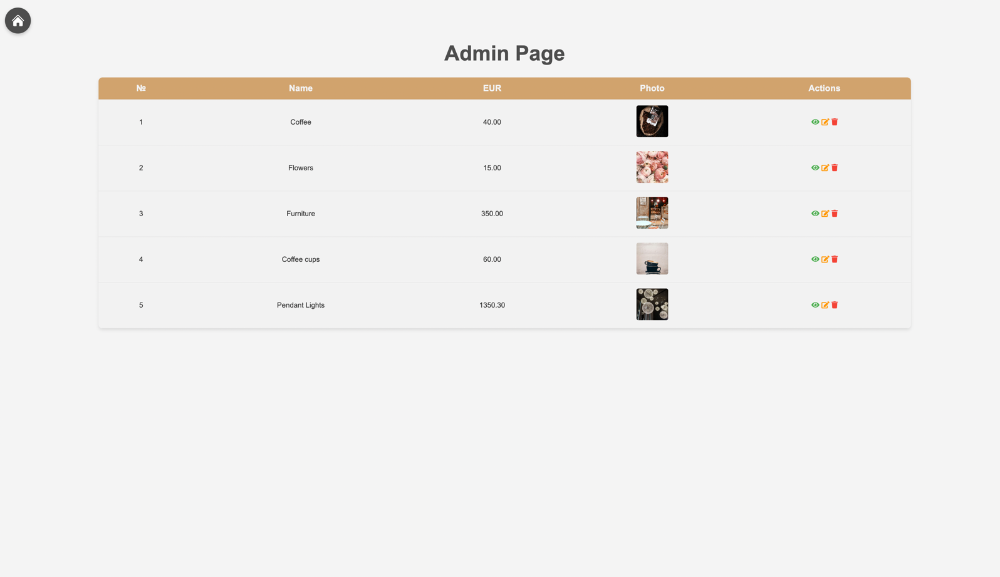 Admin Page
№ Name EUR Photo Actions
1 Coffee 40.00
2 Flowers 15.00
3 Furniture 350.00
4 Coffee cups 60.00
5 Pendant Lights 1350.30